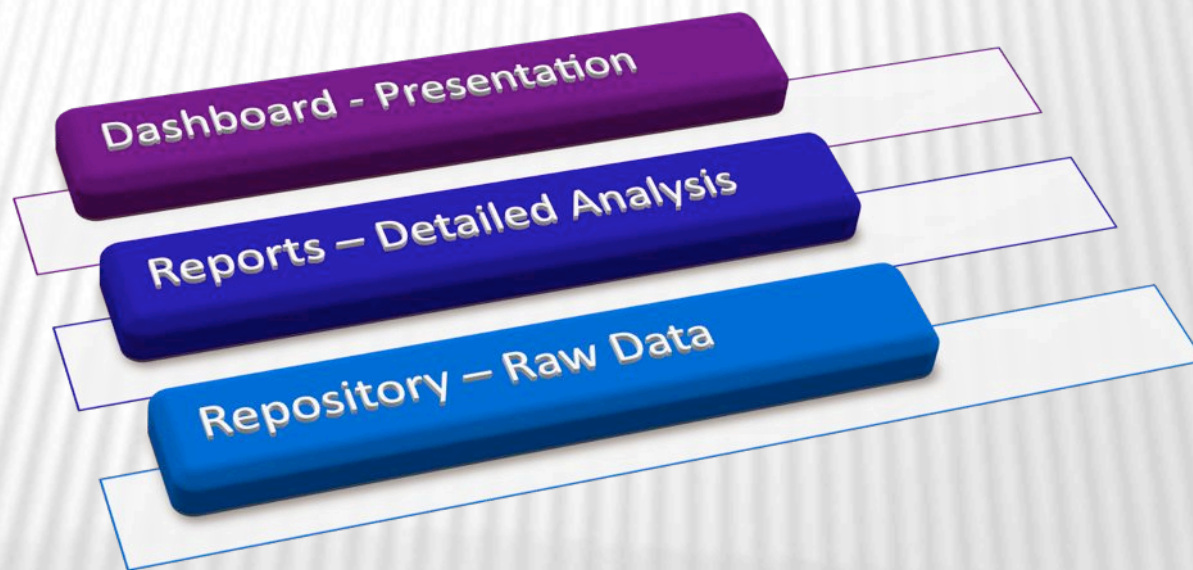 Dashboard - Presentation
Reports – Detailed Analysis
Repository – Raw Data